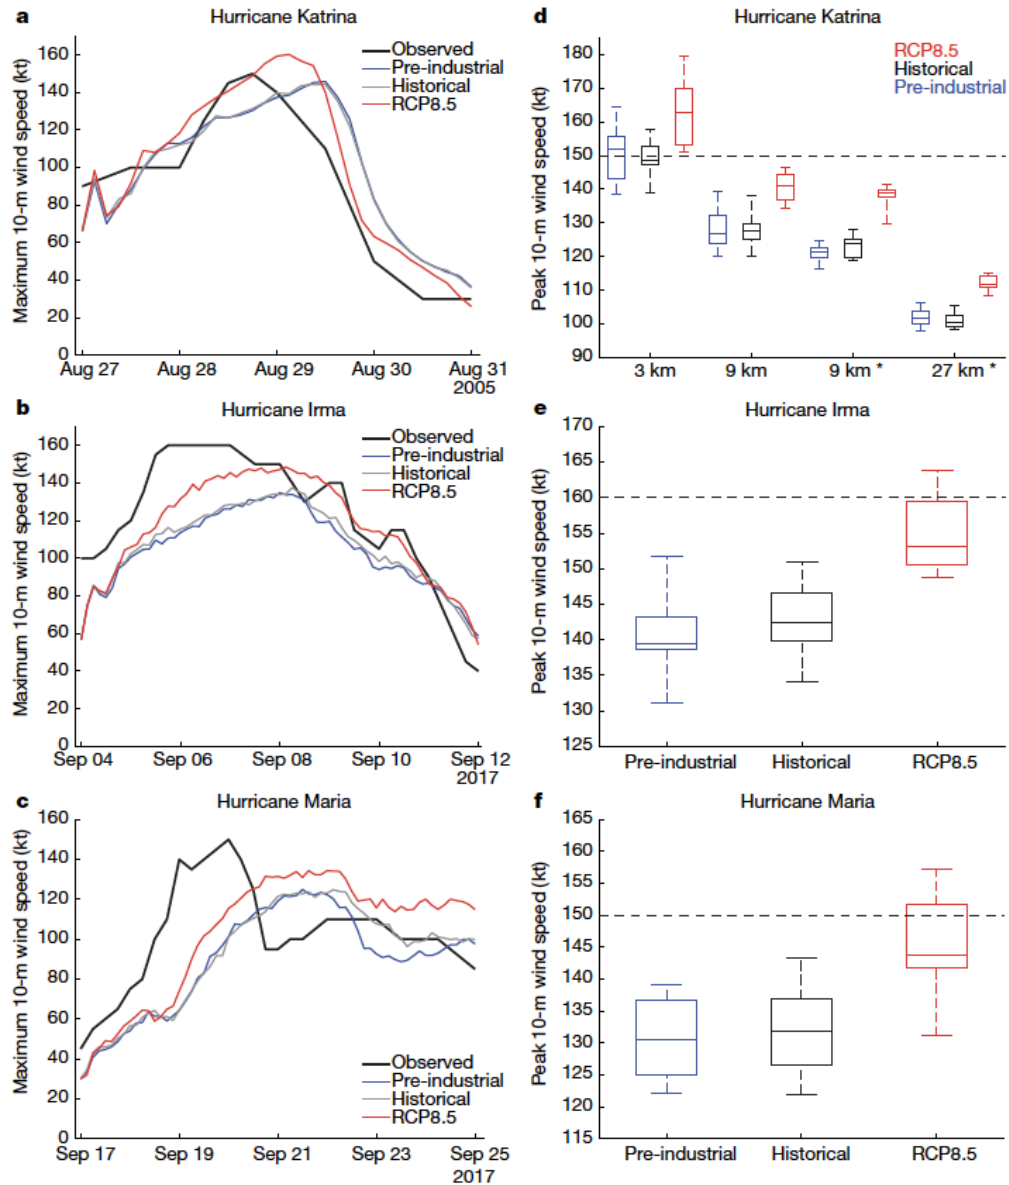 a Hurricane Katrina
Maximum 10-m wind speed (kt)
160
140
120
100
80
60
40
20
0
Observed
Pre-industrial
Historical
RCP8.5
Aug 27 Aug 28 Aug 29 Aug 30 Aug 31
2005
d Hurricane Katrina
Peak 10-m wind speed (kt)
180
170
160
150
140
130
120
110
100
90
RCP8.5
Historical
Pre-industrial
3 km 9 km 9 km * 27 km *
b Hurricane Irma
Maximum 10-m wind speed (kt)
160
140
120
100
80
60
40
20
0
Observed
Pre-industrial
Historical
RCP8.5
Sep 04 Sep 06 Sep 08 Sep 10 Sep 12
2017
e Hurricane Irma
Peak 10-m wind speed (kt)
170
165
160
155
150
145
140
135
130
125
Pre-industrial Historical RCP8.5
c Hurricane Maria
Maximum 10-m wind speed (kt)
160
140
120
100
80
60
40
20
0
Observed
Pre-industrial
Historical
RCP8.5
Sep 17 Sep 19 Sep 21 Sep 23 Sep 25
2017
f Hurricane Maria
Peak 10-m wind speed (kt)
165
160
155
150
145
140
135
130
125
120
115
Pre-industrial Historical RCP8.5